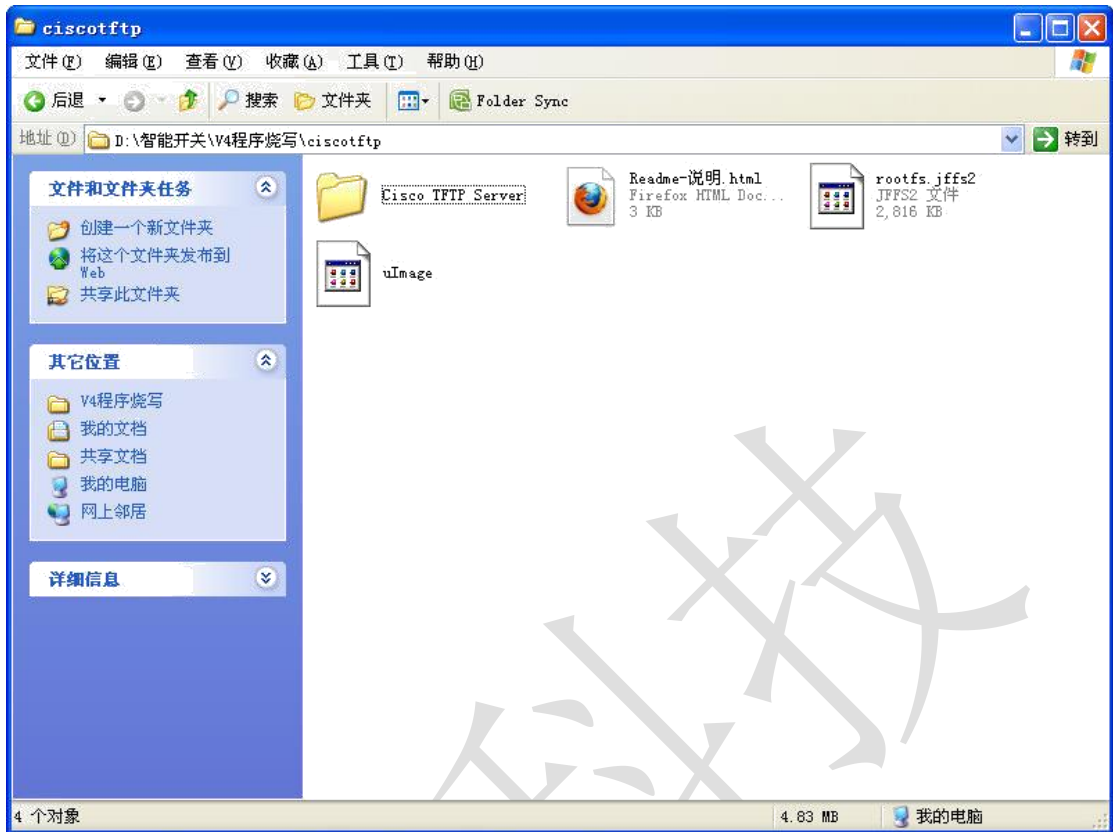 ciscotftp
文件(F) 编辑(E) 查看(V) 收藏(A) 工具(T) 帮助(H)
后退 搜索 文件夹 Folder Sync
地址(D) D:\智能开关\V4程序烧写\ciscotftp 转到
文件和文件夹任务
创建一个新文件夹
将这个文件夹发布到
Web
共享此文件夹
其它位置
V4程序烧写
我的文档
共享文档
我的电脑
网上邻居
详细信息
Cisco TFTP Server
Readme-说明.html
Firefox HTML Doc...
3 KB
rootfs.jffs2
JFFS2 文件
2,816 KB
uImage
科技
4 个对象 4.83 MB 我的电脑